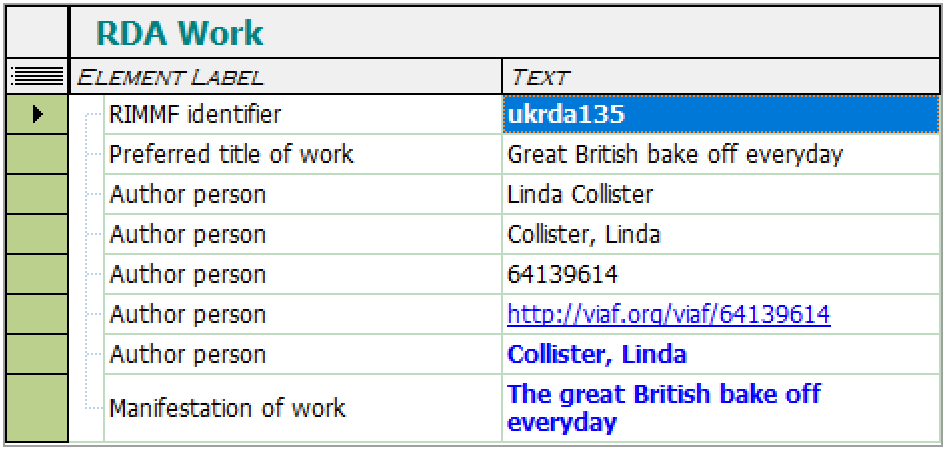 RDA Work
ELEMENT LABEL TEXT
RIMMF identifier ukrda135
Preferred title of work Great British bake off everyday
Author person Linda Collister
Author person Collister, Linda
Author person 64139614
Author person http://viaf.org/viaf/64139614
Author person Collister, Linda
Manifestation of work The great British bake off
everyday